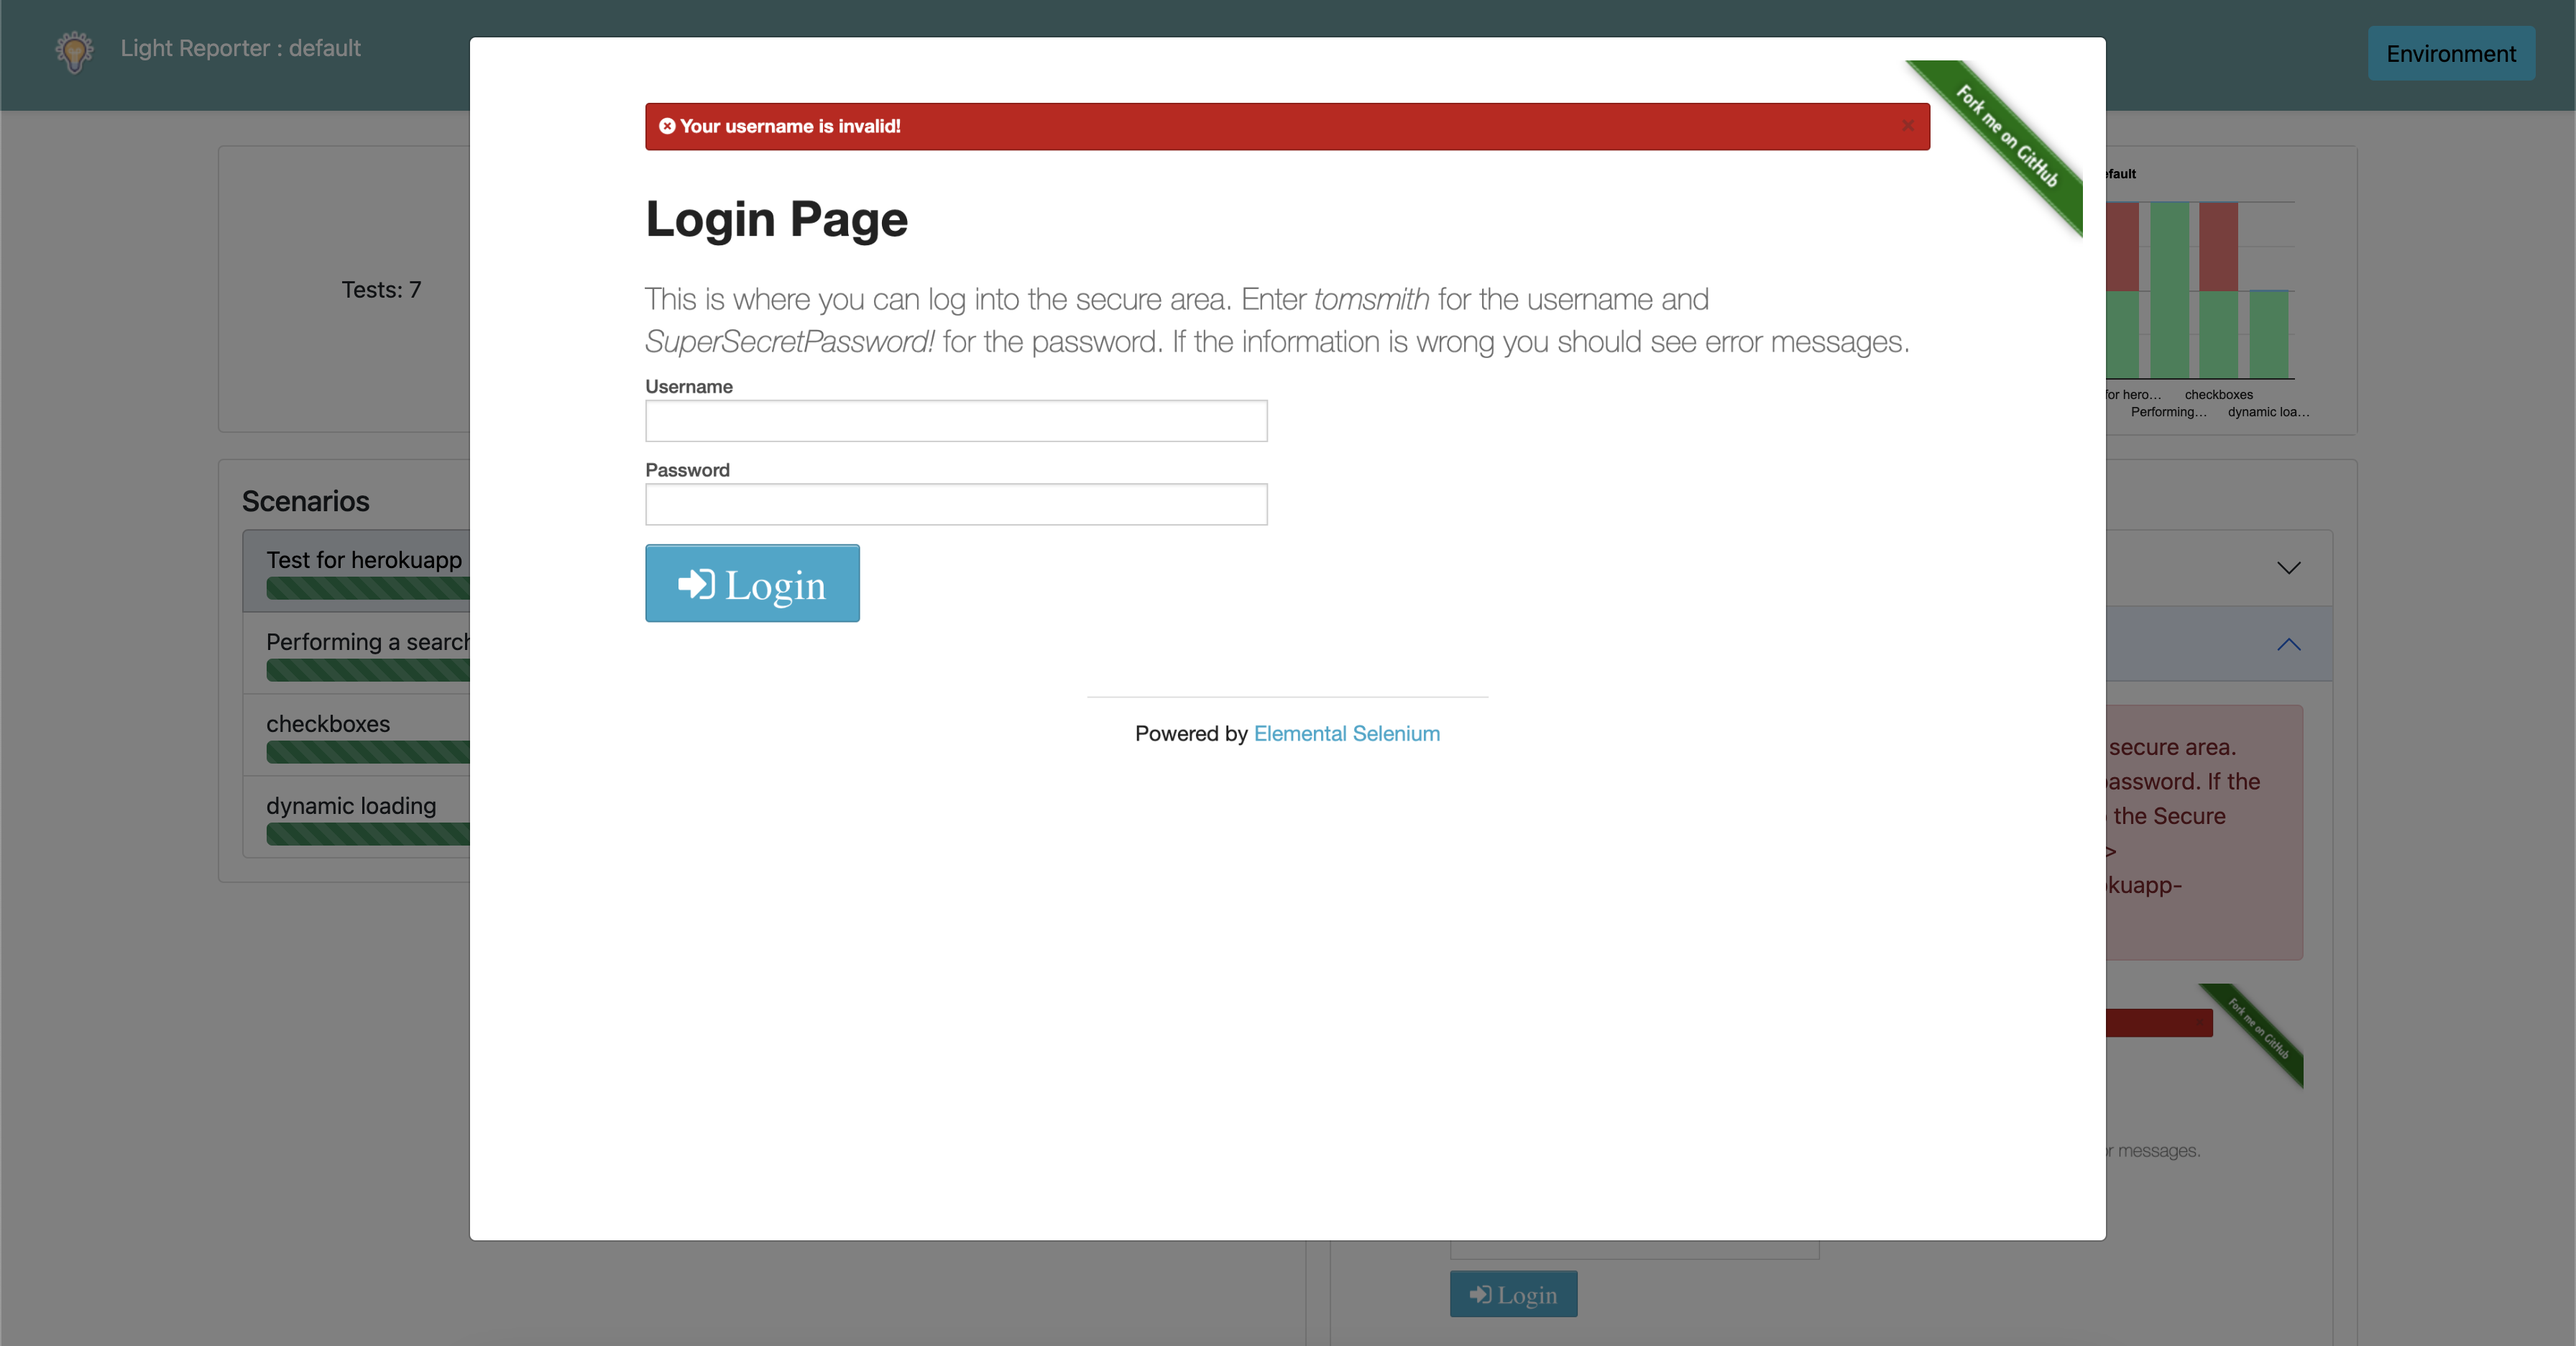 Light Reporter : default
Environment
Your username is invalid!
Fork me on GitHub
Login Page
This is where you can log into the secure area. Enter tomsmith for the username and
SuperSecretPassword! for the password. If the information is wrong you should see error messages.
Username
Password
Login
Powered by Elemental Selenium
Tests: 7
Scenarios
Test for herokuapp
Performing a search
checkboxes
dynamic loading
for hero…
checkboxes
Performing…
dynamic loa…
secure area.
If the
the Secure
Fork me on GitHub
messages.
Login